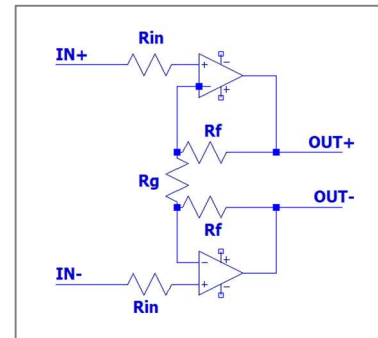 Rin
IN+
+
-
-
+
Rf
OUT+
Rg
OUT-
Rf
+
-
-
+
IN-
Rin